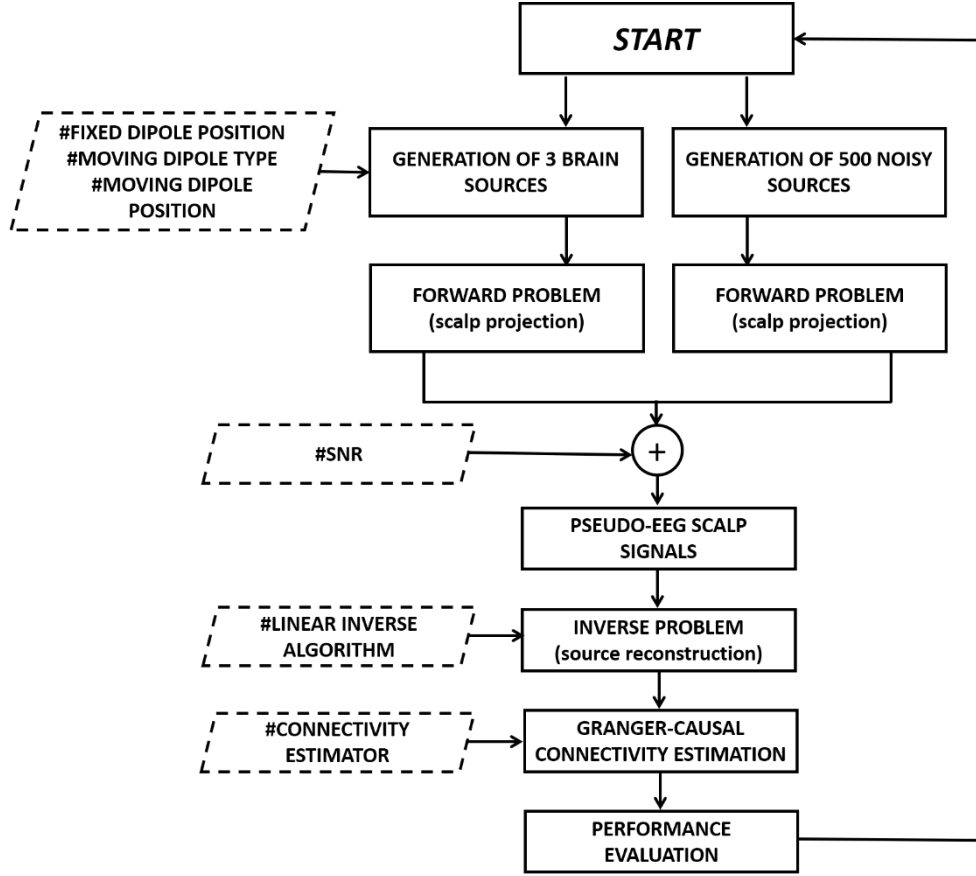 START
#FIXED DIPOLE POSITION
#MOVING DIPOLE TYPE
#MOVING DIPOLE
POSITION
GENERATION OF 3 BRAIN
SOURCES
GENERATION OF 500 NOISY
SOURCES
FORWARD PROBLEM
(scalp projection)
FORWARD PROBLEM
(scalp projection)
#SNR
+
PSEUDO-EEG SCALP
SIGNALS
#LINEAR INVERSE
ALGORITHM
INVERSE PROBLEM
(source reconstruction)
#CONNECTIVITY
ESTIMATOR
GRANGER-CAUSAL
CONNECTIVITY ESTIMATION
PERFORMANCE
EVALUATION